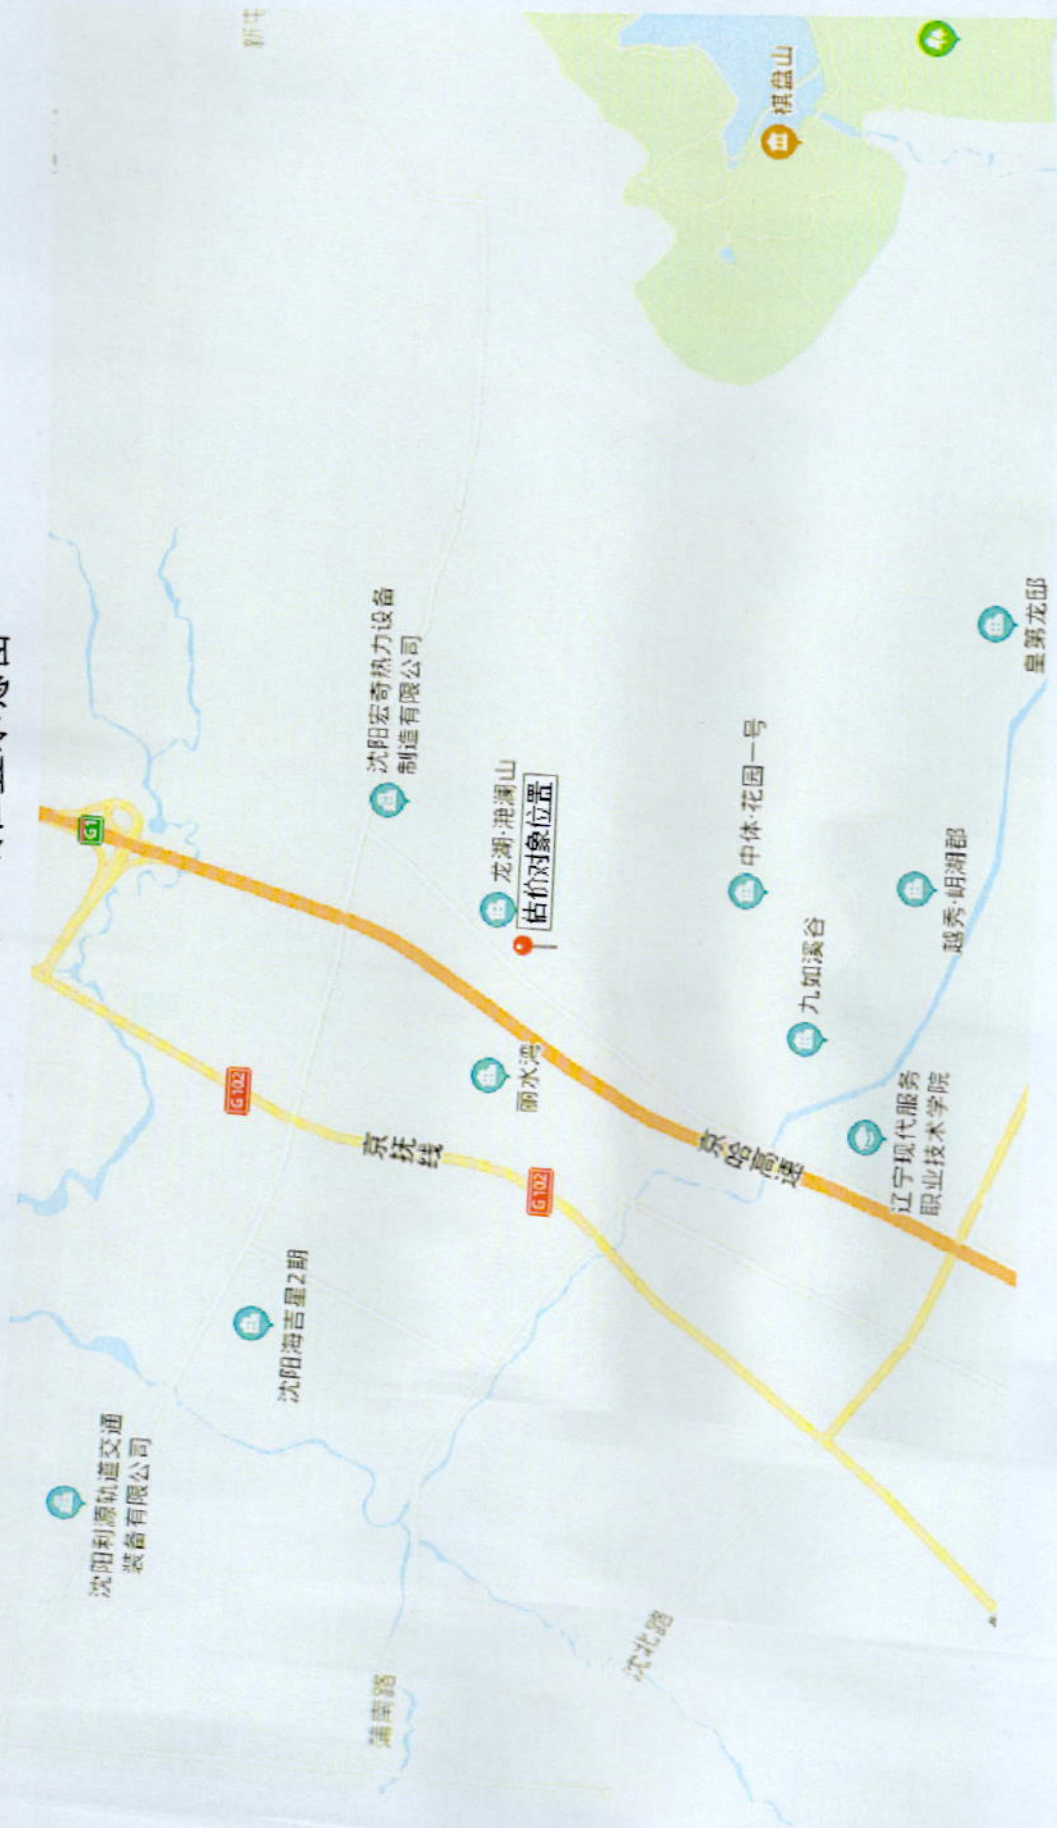 沈阳利源轨道交通
装备有限公司
G1
G102
沈阳海吉星2期
蒲南路
沈阳宏奇热力设备
制造有限公司
京抚线
龙湖·滟澜山
丽水湾
G102
估价对象位置
沈北路
京哈高速
中体·花园一号
棋盘山
九如溪谷
辽宁现代服务
职业技术学院
越秀·岄湖郡
皇第龙邸